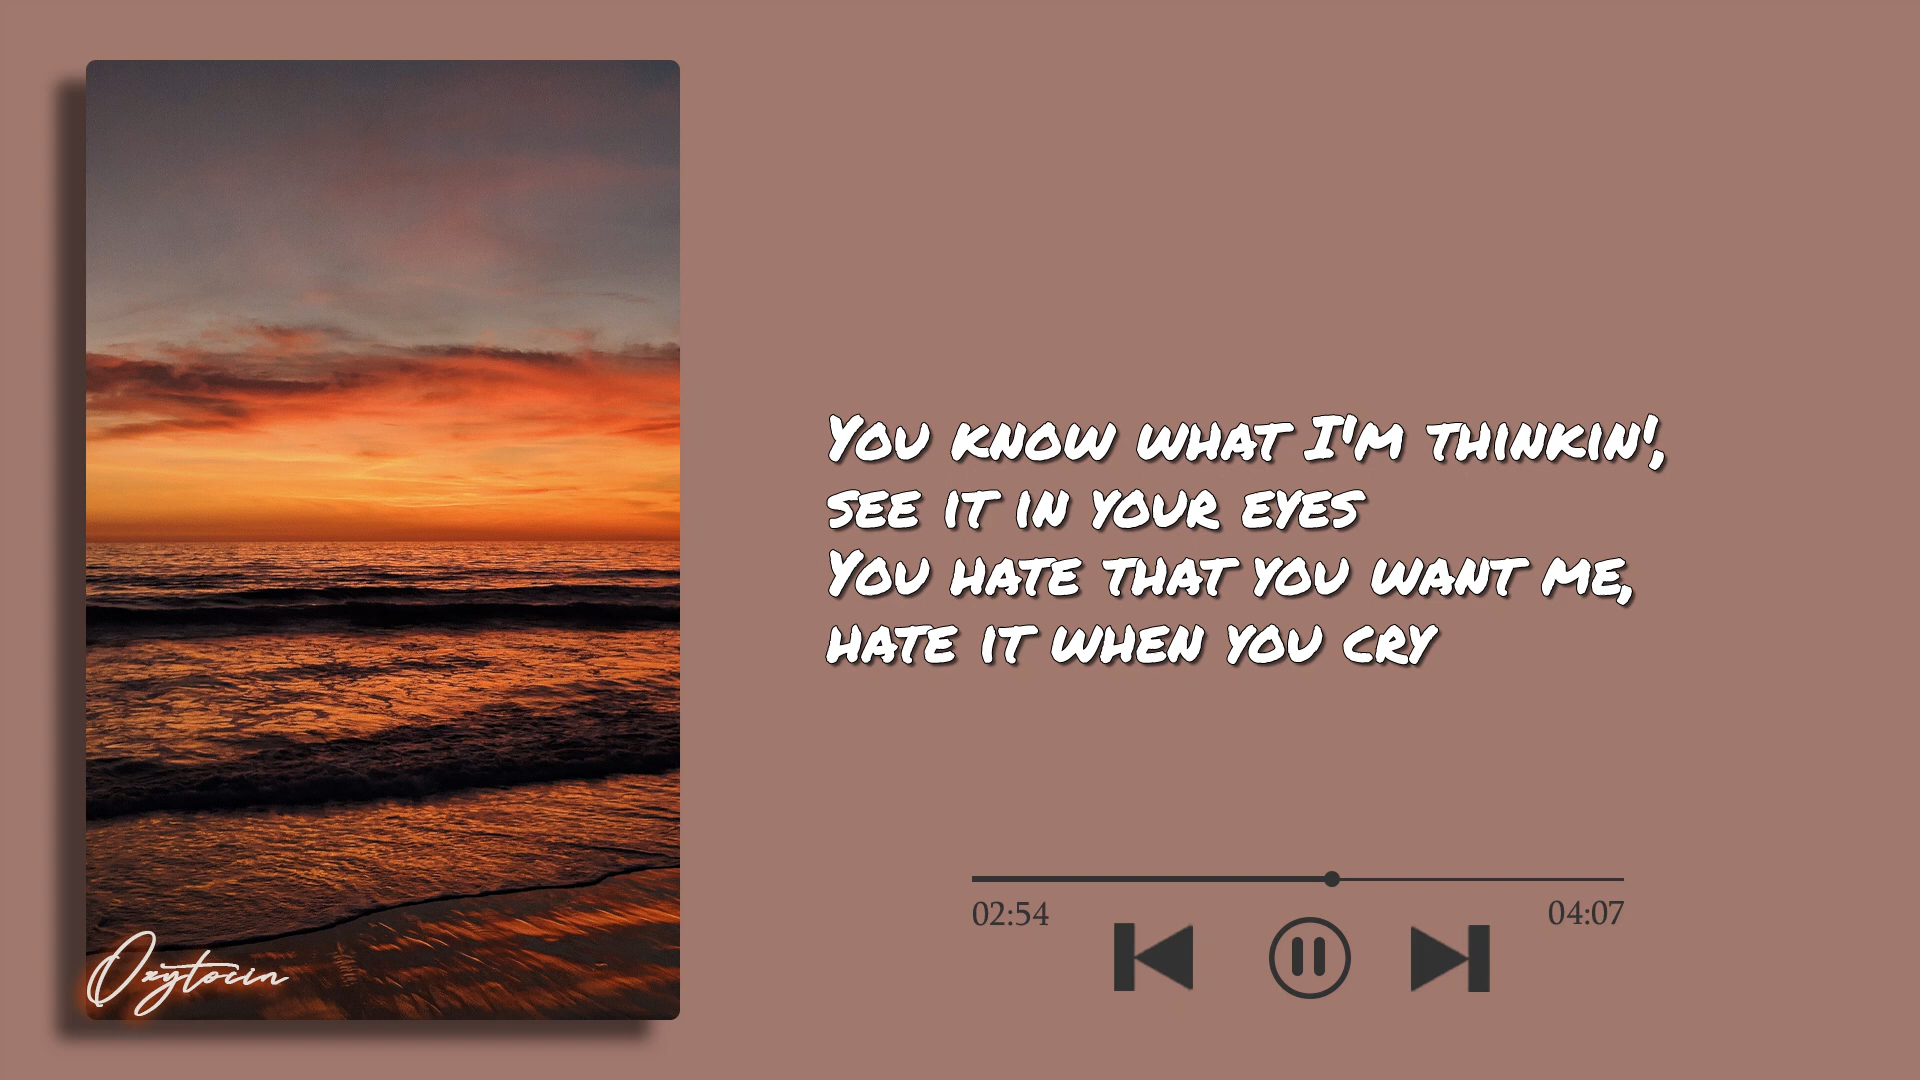 You know what I'm thinkin',
see it in your eyes
You hate that you want me,
hate it when you cry
02:54
04:07
Oxytocin